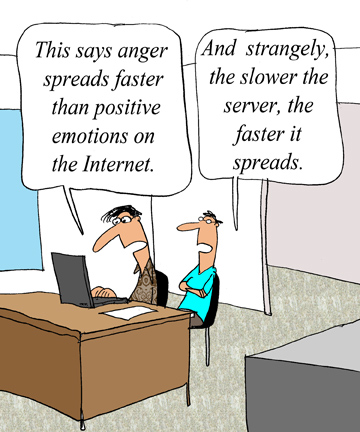 This says anger
spreads faster
than positive
emotions on
the Internet.
And strangely,
the slower the
server, the
faster it
spreads.